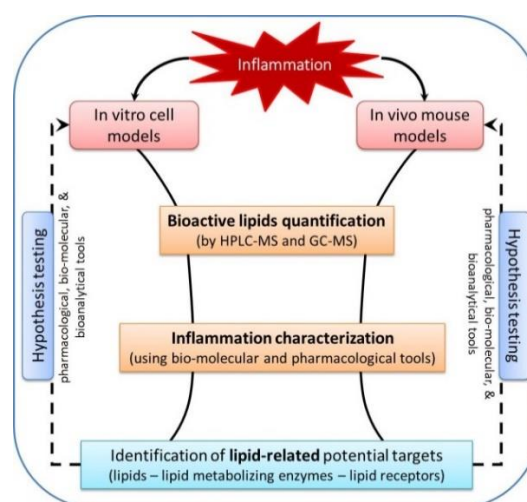 Inflammation
In vitro cell
models
In vivo mouse
models
Bioactive lipids quantification
(by HPLC-MS and GC-MS)
Hypothesis testing
pharmacological, bio-molecular, &
bioanalytical tools
Hypothesis testing
pharmacological, bio-molecular, &
bioanalytical tools
Inflammation characterization
(using bio-molecular and pharmacological tools)
Identification of lipid-related potential targets
(lipids – lipid metabolizing enzymes – lipid receptors)